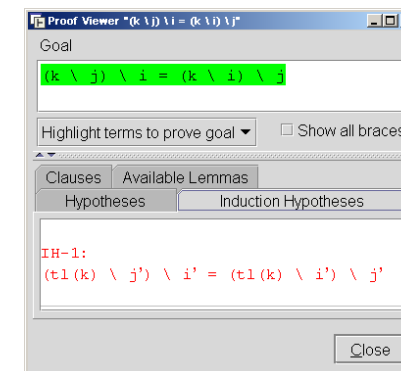 Proof Viewer "(k \ j) \ i = (k \ i) \ j"
Goal
(k \ j) \ i = (k \ i) \ j
Highlight terms to prove goal
Show all braces
Clauses
Available Lemmas
Hypotheses
Induction Hypotheses
IH-1:
(tl(k) \ j') \ i' = (tl(k) \ i') \ j'
Close